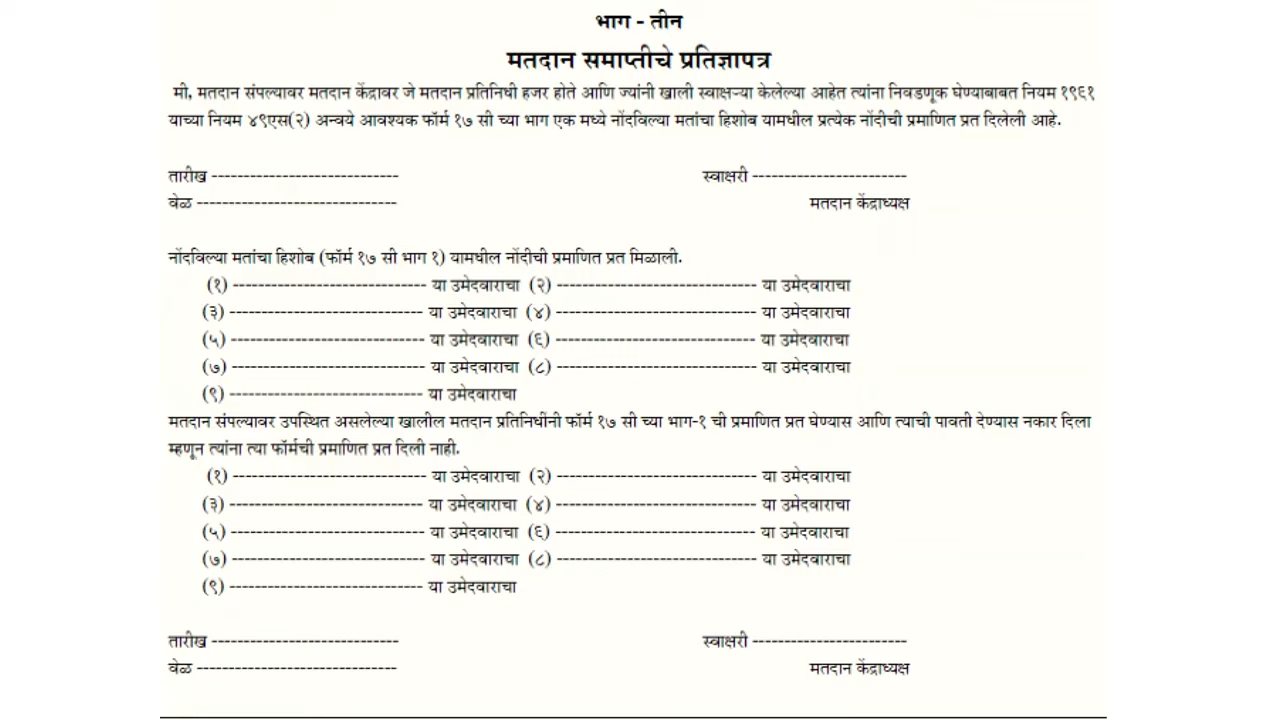 भाग - तीन
मतदान समाप्तीचे प्रतिज्ञापत्र
मी, मतदान संपल्यावर मतदान केंद्रावर जे मतदान प्रतिनिधी हजर होते आणि ज्यांनी खाली स्वाक्षऱ्या केलेल्या आहेत त्यांना निवडणूक घेण्याबाबत नियम १९६१
याच्या नियम ४९एस(२) अन्वये आवश्यक फॉर्म १७ सी च्या भाग एक मध्ये नोंदविल्या मतांचा हिशोब यामधील प्रत्येक नोंदीची प्रमाणित प्रत दिलेली आहे.
तारीख ----------------------------- स्वाक्षरी ------------------------
वेळ ------------------------------- मतदान केंद्राध्यक्ष
नोंदविल्या मतांचा हिशोब (फॉर्म १७ सी भाग १) यामधील नोंदीची प्रमाणित प्रत मिळाली.
(१) ------------------------------ या उमेदवाराचा (२) ------------------------------- या उमेदवाराचा
(३) ------------------------------ या उमेदवाराचा (४) ------------------------------- या उमेदवाराचा
(५) ------------------------------ या उमेदवाराचा (६) ------------------------------- या उमेदवाराचा
(७) ------------------------------ या उमेदवाराचा (८) ------------------------------- या उमेदवाराचा
(९) ------------------------------ या उमेदवाराचा
मतदान संपल्यावर उपस्थित असलेल्या खालील मतदान प्रतिनिधींनी फॉर्म १७ सी च्या भाग-१ ची प्रमाणित प्रत घेण्यास आणि त्याची पावती देण्यास नकार दिला
म्हणून त्यांना त्या फॉर्मची प्रमाणित प्रत दिली नाही.
(१) ------------------------------ या उमेदवाराचा (२) ------------------------------- या उमेदवाराचा
(३) ------------------------------ या उमेदवाराचा (४) ------------------------------- या उमेदवाराचा
(५) ------------------------------ या उमेदवाराचा (६) ------------------------------- या उमेदवाराचा
(७) ------------------------------ या उमेदवाराचा (८) ------------------------------- या उमेदवाराचा
(९) ------------------------------ या उमेदवाराचा
तारीख ----------------------------- स्वाक्षरी ------------------------
वेळ ------------------------------- मतदान केंद्राध्यक्ष